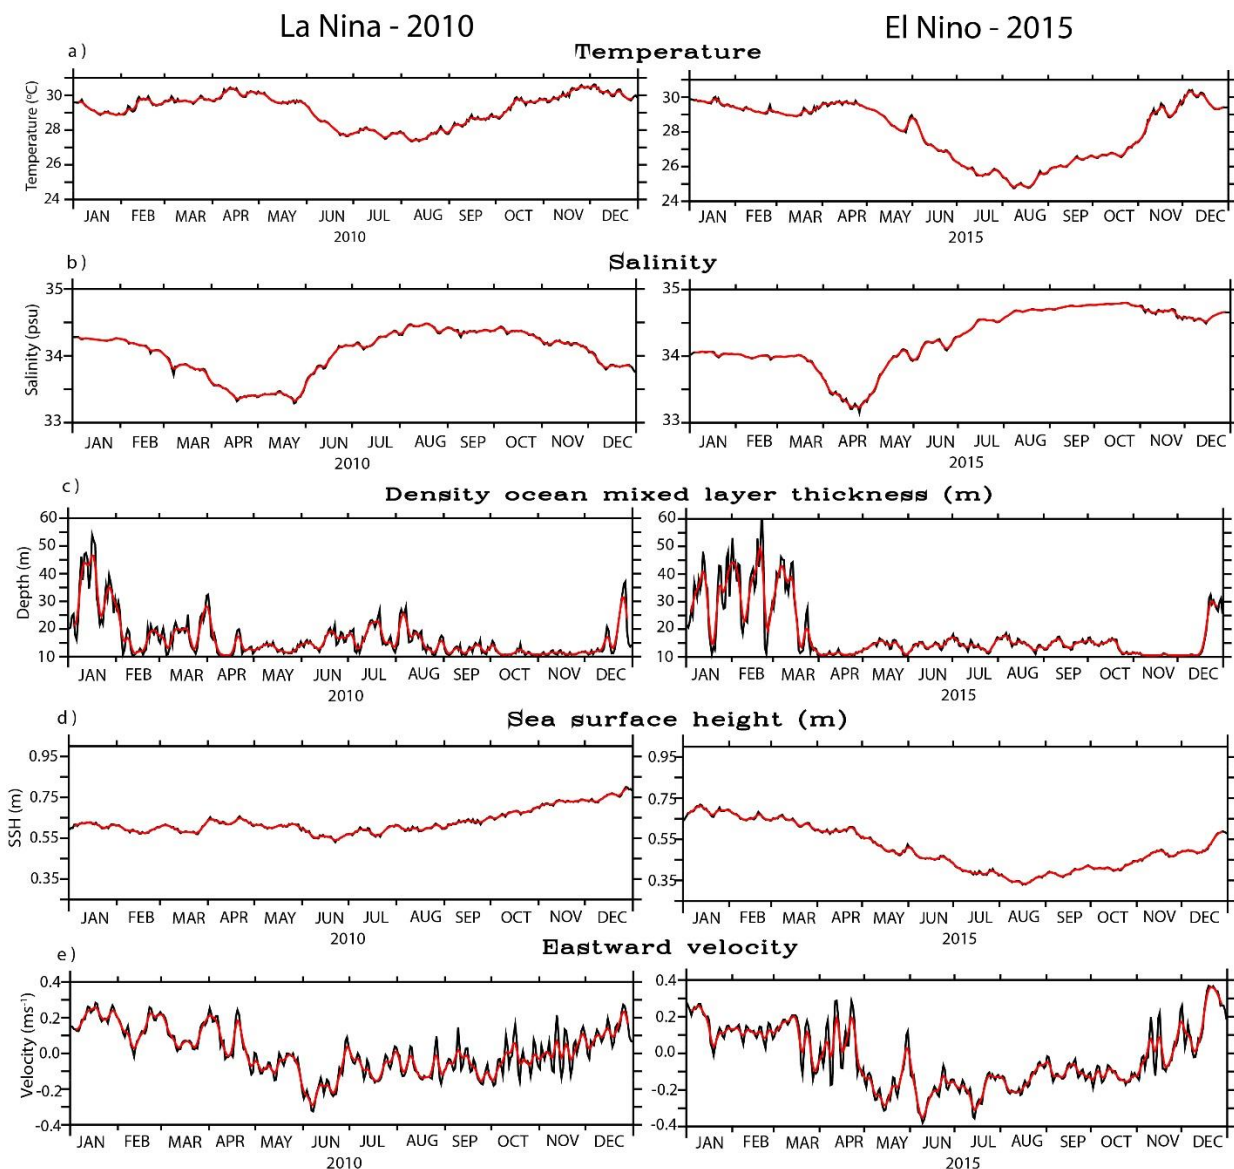 La Nina - 2010 El Nino - 2015
a) Temperature
Temperature (°C)
30 30
28 28
26 26
24 24
JAN FEB MAR APR MAY JUN JUL AUG SEP OCT NOV DEC JAN FEB MAR APR MAY JUN JUL AUG SEP OCT NOV DEC
2010 2015
b) Salinity
Salinity (psu)
35 35
34 34
33 33
JAN FEB MAR APR MAY JUN JUL AUG SEP OCT NOV DEC JAN FEB MAR APR MAY JUN JUL AUG SEP OCT NOV DEC
2010 2015
c) Density ocean mixed layer thickness (m)
Depth (m)
60 60
50 50
40 40
30 30
20 20
10 10
JAN FEB MAR APR MAY JUN JUL AUG SEP OCT NOV DEC JAN FEB MAR APR MAY JUN JUL AUG SEP OCT NOV DEC
2010 2015
d) Sea surface height (m)
SSH (m)
0.95 0.95
0.75 0.75
0.55 0.55
0.35 0.35
JAN FEB MAR APR MAY JUN JUL AUG SEP OCT NOV DEC JAN FEB MAR APR MAY JUN JUL AUG SEP OCT NOV DEC
2010 2015
e) Eastward velocity
Velocity (ms⁻¹)
0.4 0.4
0.2 0.2
0.0 0.0
-0.2 -0.2
-0.4 -0.4
JAN FEB MAR APR MAY JUN JUL AUG SEP OCT NOV DEC JAN FEB MAR APR MAY JUN JUL AUG SEP OCT NOV DEC
2010 2015